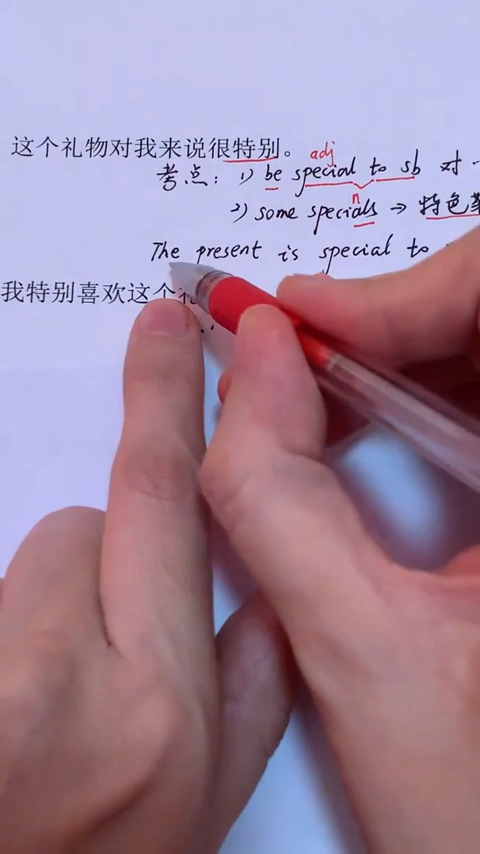 这个礼物对我来说很特别。 adj
考点：1) be special to sb 对
n
2) some specials → 特色
The present is special to
我特别喜欢这个礼